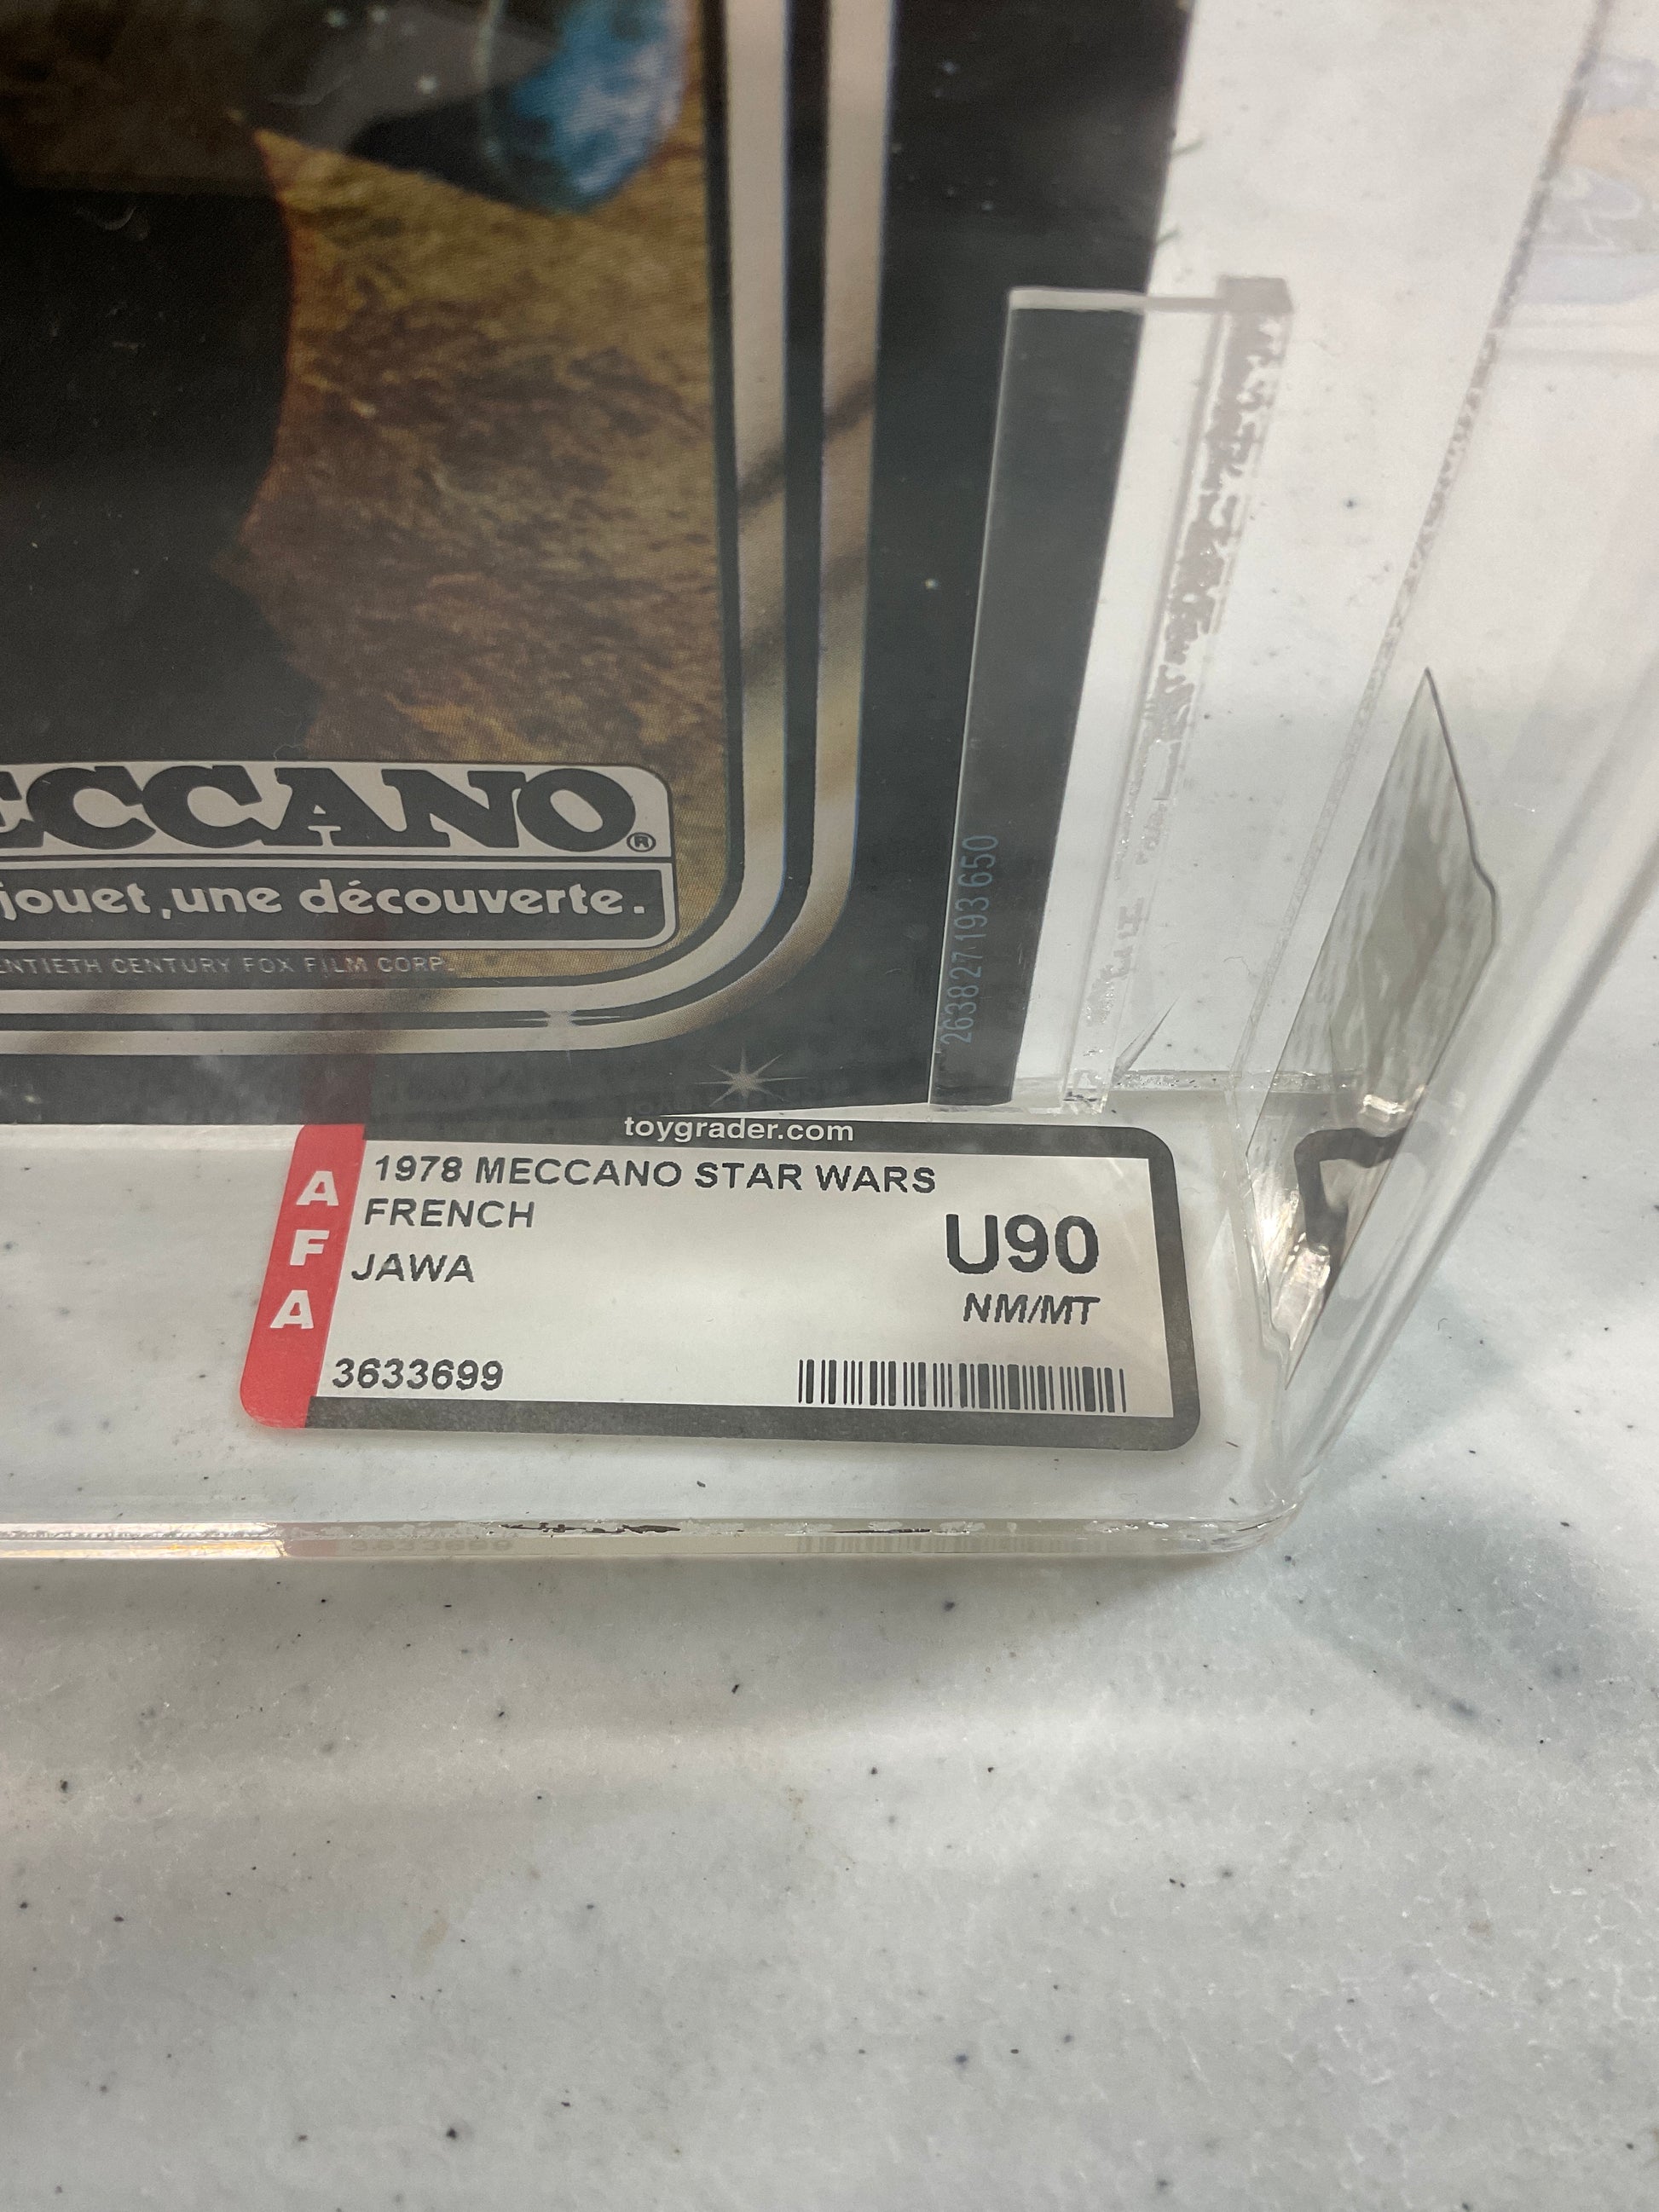 ECCANO®
jouet, une découverte.
ENTIETH CENTURY FOX FILM CORP.
263827193650
toygrader.com
AFA
1978 MECCANO STAR WARS
FRENCH
JAWA
U90
NM/MT
3633699